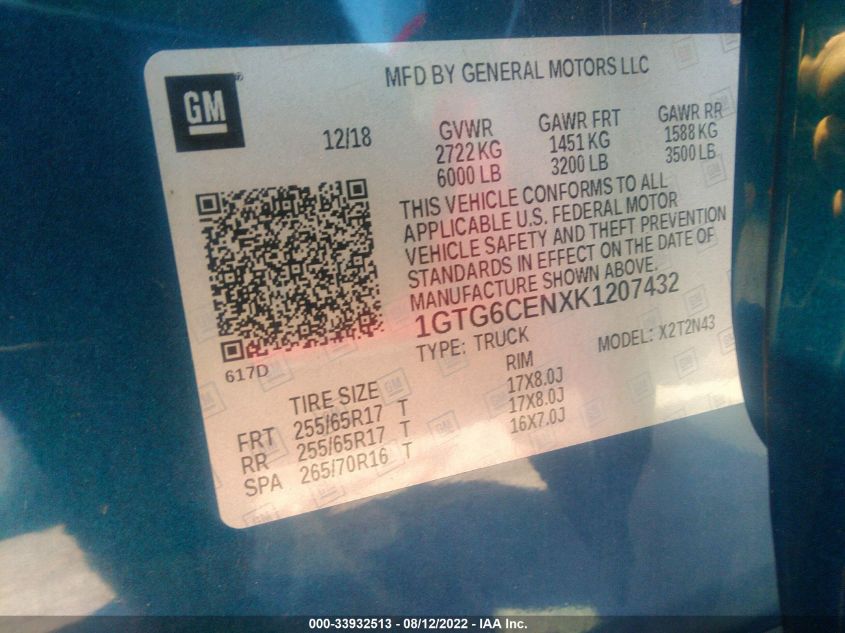 GM®
MFD BY GENERAL MOTORS LLC
12/18
GVWR
2722 KG
6000 LB
GAWR FRT
1451 KG
3200 LB
GAWR RR
1588 KG
3500 LB
THIS VEHICLE CONFORMS TO ALL
APPLICABLE U.S. FEDERAL MOTOR
VEHICLE SAFETY AND THEFT PREVENTION
STANDARDS IN EFFECT ON THE DATE OF
MANUFACTURE SHOWN ABOVE.
1GTG6CENXK1207432
617D
TYPE: TRUCK
MODEL: X2T2N43
TIRE SIZE
RIM
FRT 255/65R17 T 17X8.0J
RR 255/65R17 T 17X8.0J
SPA 265/70R16 T 16X7.0J
000-33932513 - 08/12/2022 - IAA Inc.